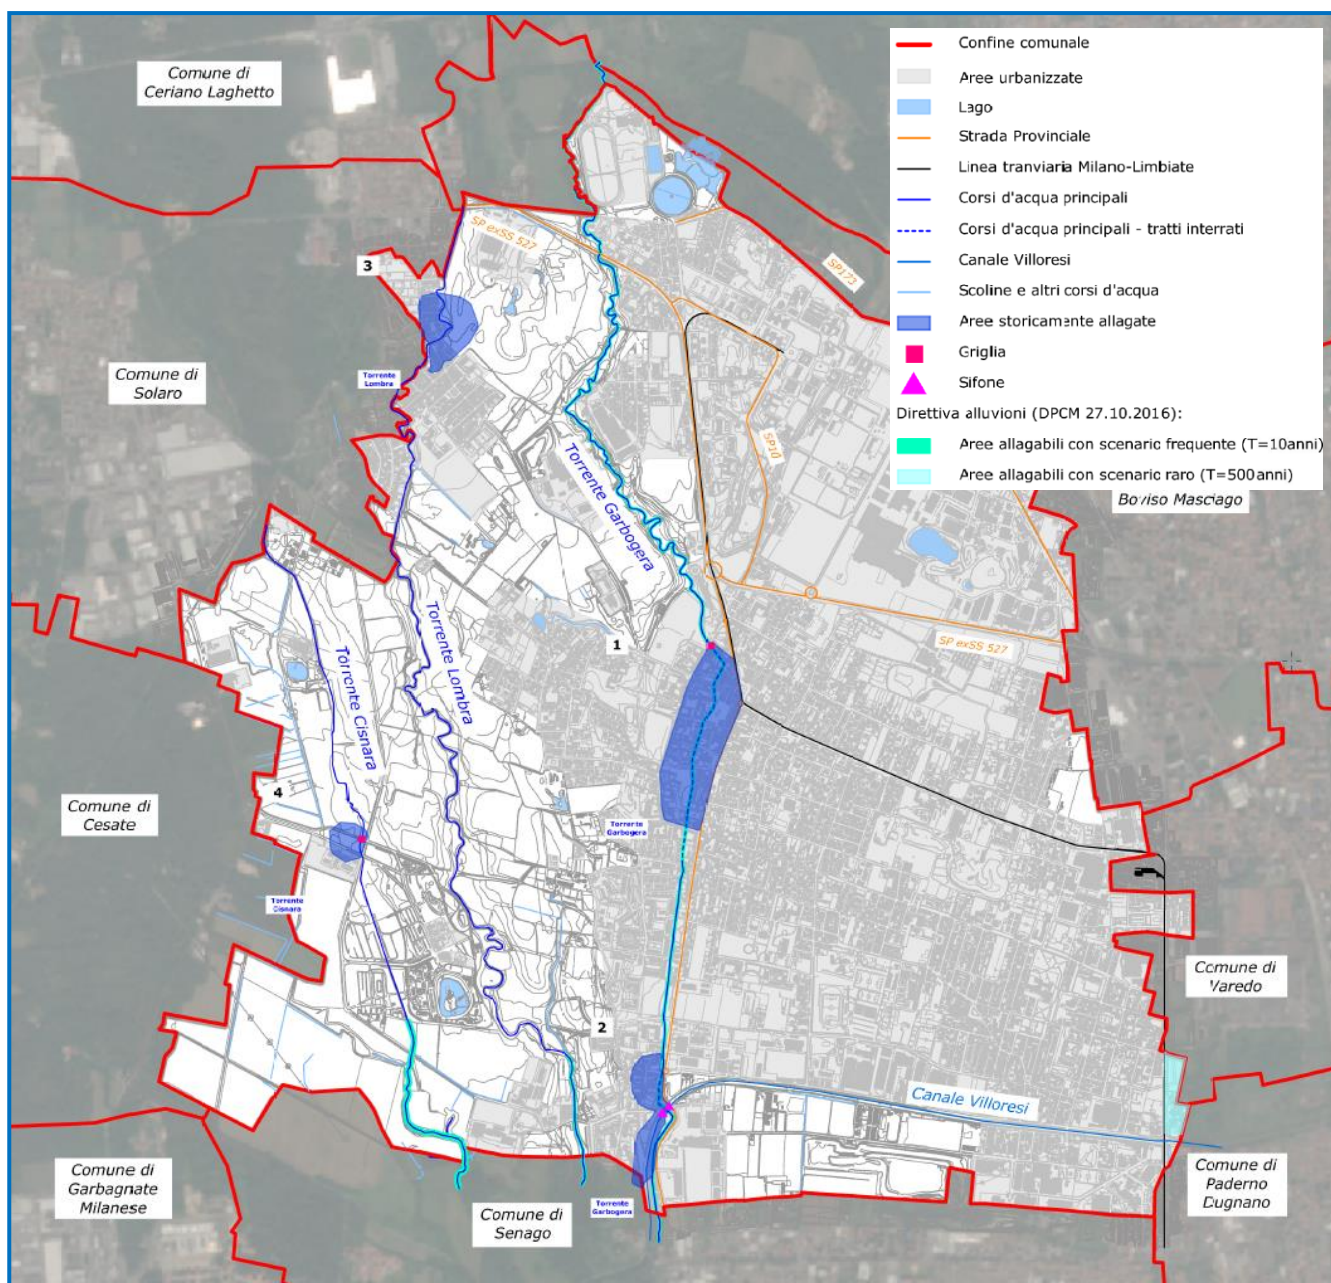 Confine comunale
Aree urbanizzate
Lago
Strada Provinciale
Linea tranviaria Milano-Limbiate
Corsi d'acqua principali
Corsi d'acqua principali - tratti interrati
Canale Villoresi
Scoline e altri corsi d'acqua
Aree storicamente allagate
Griglia
Sifone
Direttiva alluvioni (DPCM 27.10.2016):
Aree allagabili con scenario frequente (T=10anni)
Aree allagabili con scenario raro (T=500anni)
Comune di
Ceriano Laghetto
SP exSS 527
3
SP173
Comune di
Solaro
Torrente
Lombra
SP10
Bovisio Masciago
Torrente Garbogera
Torrente Lombra
1
SP exSS 527
Torrente Cisnara
4
Comune di
Cesate
Torrente
Garbogera
Torrente
Cisnara
Comune di
Varedo
2
Canale Villoresi
Comune di
Garbagnate
Milanese
Comune di
Senago
Torrente
Garbogera
Comune di
Paderno
Dugnano